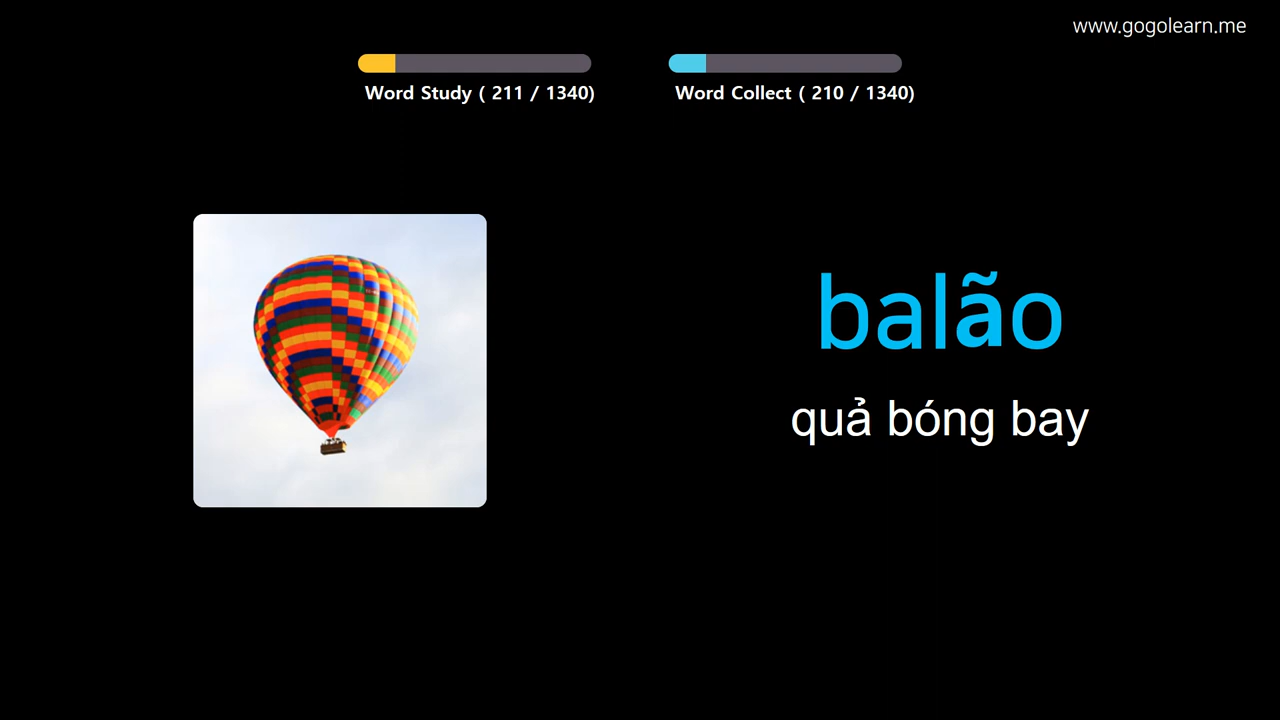 www.gogolearn.me
Word Study ( 211 / 1340)
Word Collect ( 210 / 1340)
balão
quả bóng bay